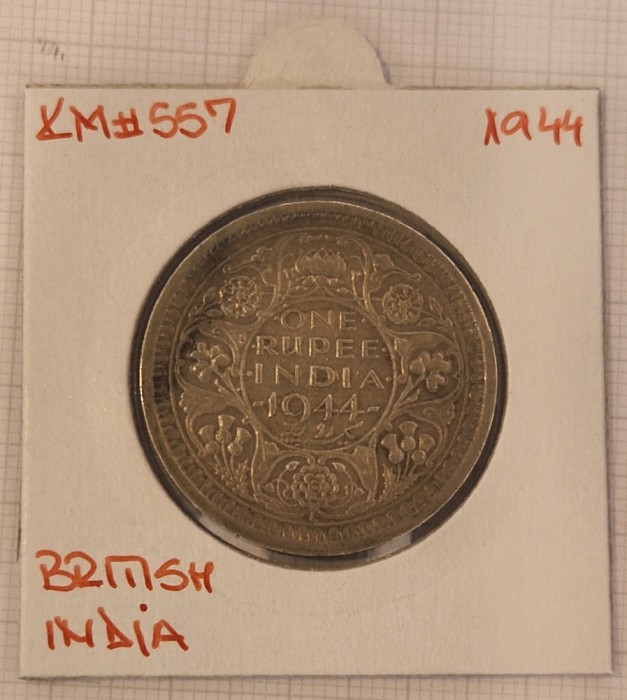 KM#557
1944
ONE
·RUPEE·
·INDIA·
-1944-
BRITISH
INDIA